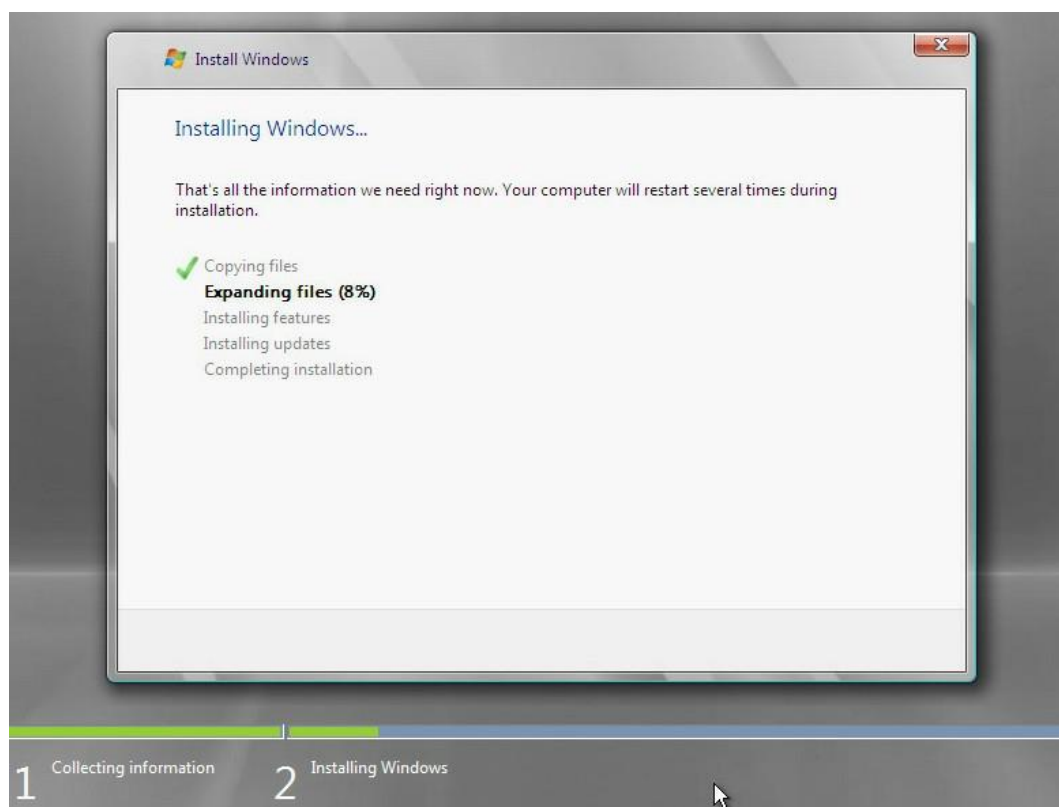 Install Windows
Installing Windows...
That's all the information we need right now. Your computer will restart several times during
installation.
Copying files
Expanding files (8%)
Installing features
Installing updates
Completing installation
1 Collecting information
2 Installing Windows